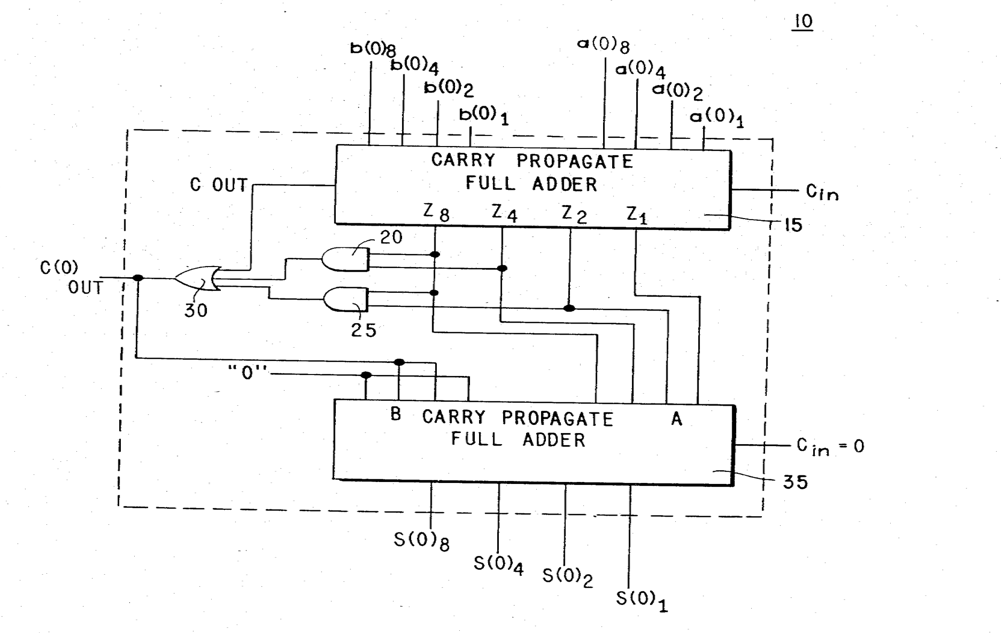 10
b(0)8
b(0)4
b(0)2
b(0)1
a(0)8
a(0)4
a(0)2
a(0)1
CARRY PROPAGATE
FULL ADDER
C OUT
Cin
Z8 Z4 Z2 Z1
15
20
C(0)
OUT
30
25
"0"
B CARRY PROPAGATE A
FULL ADDER
Cin = 0
35
S(0)8
S(0)4
S(0)2
S(0)1